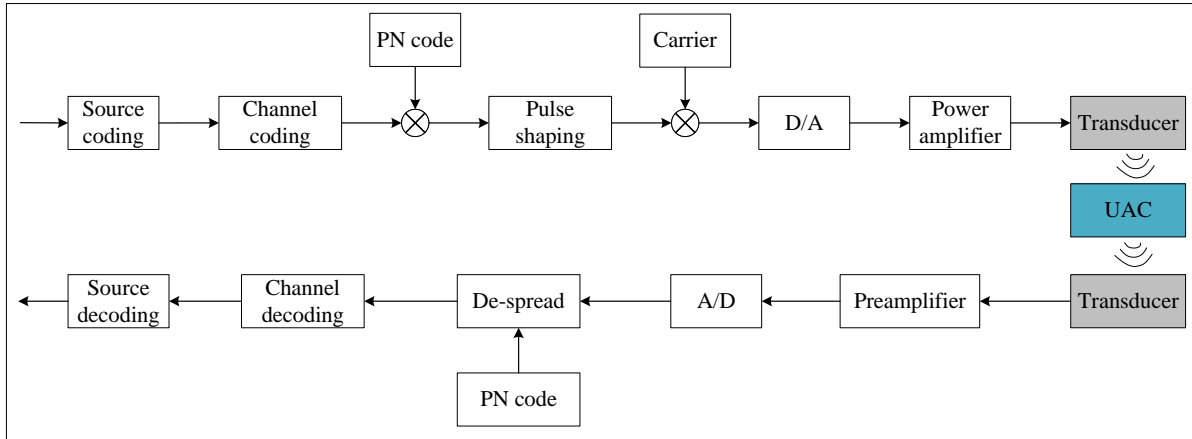 PN code
Carrier
Source
coding
Channel
coding
Pulse
shaping
D/A
Power
amplifier
Transducer
UAC
Source
decoding
Channel
decoding
De-spread
A/D
Preamplifier
Transducer
PN code